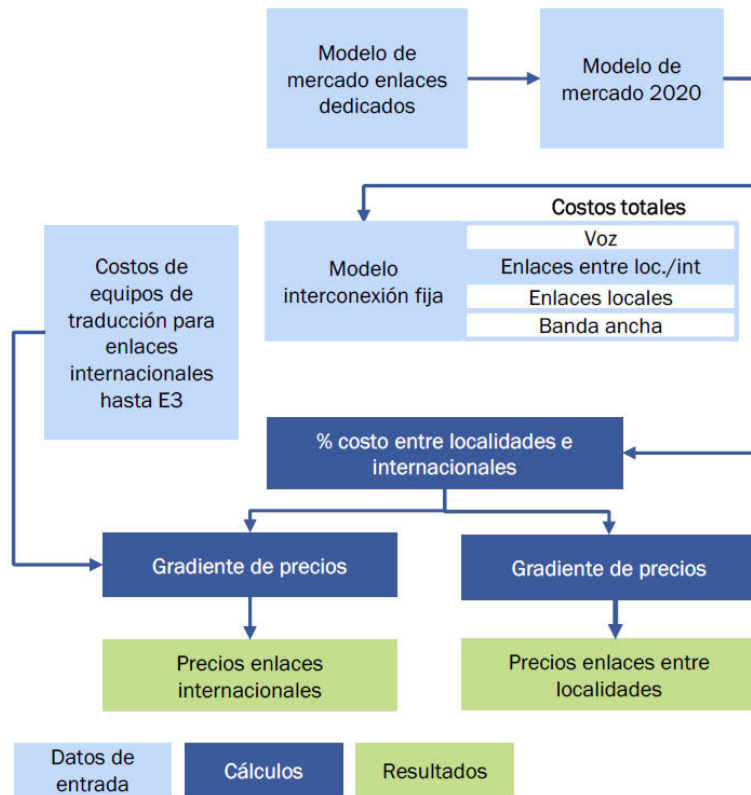 Modelo de
mercado enlaces
dedicados
Modelo de
mercado 2020
Costos totales
Voz
Enlaces entre loc./int
Enlaces locales
Banda ancha
Modelo
interconexión fija
Costos de
equipos de
traducción para
enlaces
internacionales
hasta E3
% costo entre localidades e
internacionales
Gradiente de precios
Gradiente de precios
Precios enlaces
internacionales
Precios enlaces entre
localidades
Datos de
entrada
Cálculos
Resultados